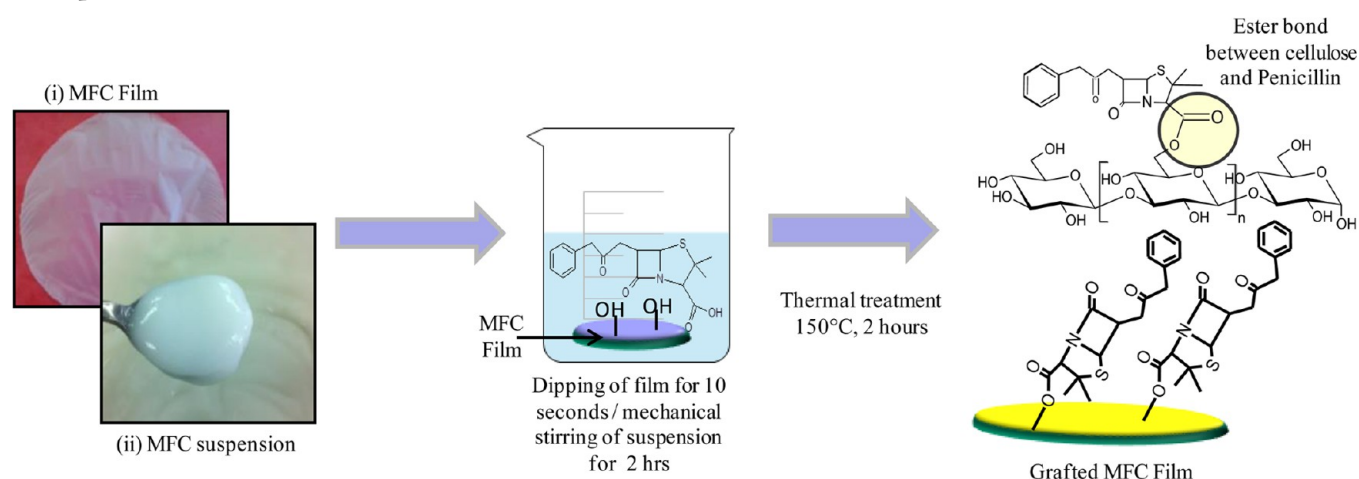 (i) MFC Film
(ii) MFC suspension
S
O
O
N
O
OH
OH
OH
MFC
Film
Dipping of film for 10
seconds / mechanical
stirring of suspension
for 2 hrs
Thermal treatment
150°C, 2 hours
Ester bond
between cellulose
and Penicillin
S
O
O
N
O
O
OH
O
HO
HO
OH
O
HO
O
OH
O
n
OH
HO
O
OH
OH
O
O
N
S
O
O
O
O
N
S
O
O
Grafted MFC Film